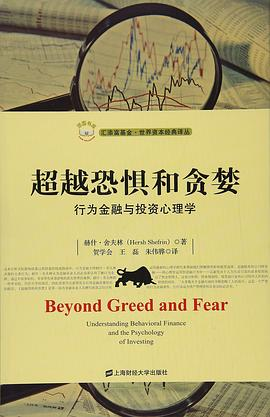 汇添富基金·世界资本经典译丛
超越恐惧和贪婪
行为金融与投资心理学
赫什·舍夫林（Hersh Shefrin）著
贺学会 王磊 朱伟骅 译
Beyond Greed and Fear
Understanding Behavioral Finance
and the Psychology
of Investing
上海财经大学出版社